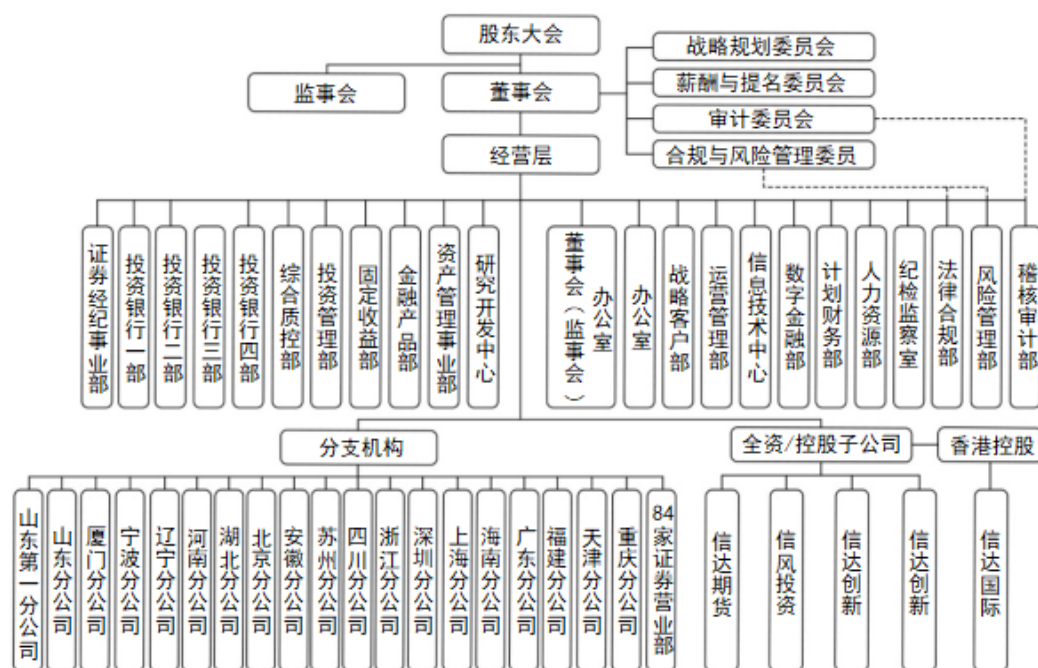 股东大会
战略规划委员会
监事会
董事会
薪酬与提名委员会
审计委员会
经营层
合规与风险管理委员
证券经纪事业部
投资银行一部
投资银行二部
投资银行三部
投资银行四部
综合质控部
投资管理部
固定收益部
金融产品部
资产管理事业部
研究开发中心
董事会（监事会）
办公室
办公室
战略客户部
运营管理部
信息技术中心
数字金融部
计划财务部
人力资源部
纪检监察室
法律合规部
风险管理部
稽核审计部
分支机构
全资/控股子公司
香港控股
山东第一分公司
山东分公司
厦门分公司
宁波分公司
辽宁分公司
河南分公司
湖北分公司
北京分公司
安徽分公司
苏州分公司
四川分公司
浙江分公司
深圳分公司
上海分公司
海南分公司
广东分公司
福建分公司
天津分公司
重庆分公司
84家证券营业部
信达期货
信风投资
信达创新
信达创新
信达国际